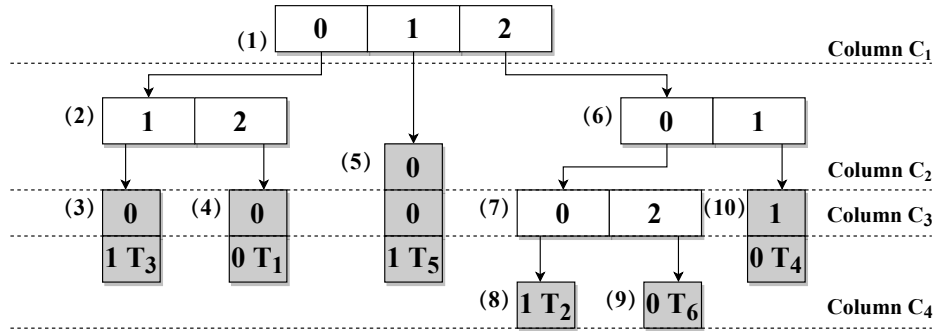 (1) 0 1 2
Column C1
(2) 1 2
(6) 0 1
(5) 0
Column C2
(3) 0 (4) 0 0 (7) 0 2 (10) 1
Column C3
1 T3 0 T1 1 T5 0 T4
(8) 1 T2 (9) 0 T6
Column C4